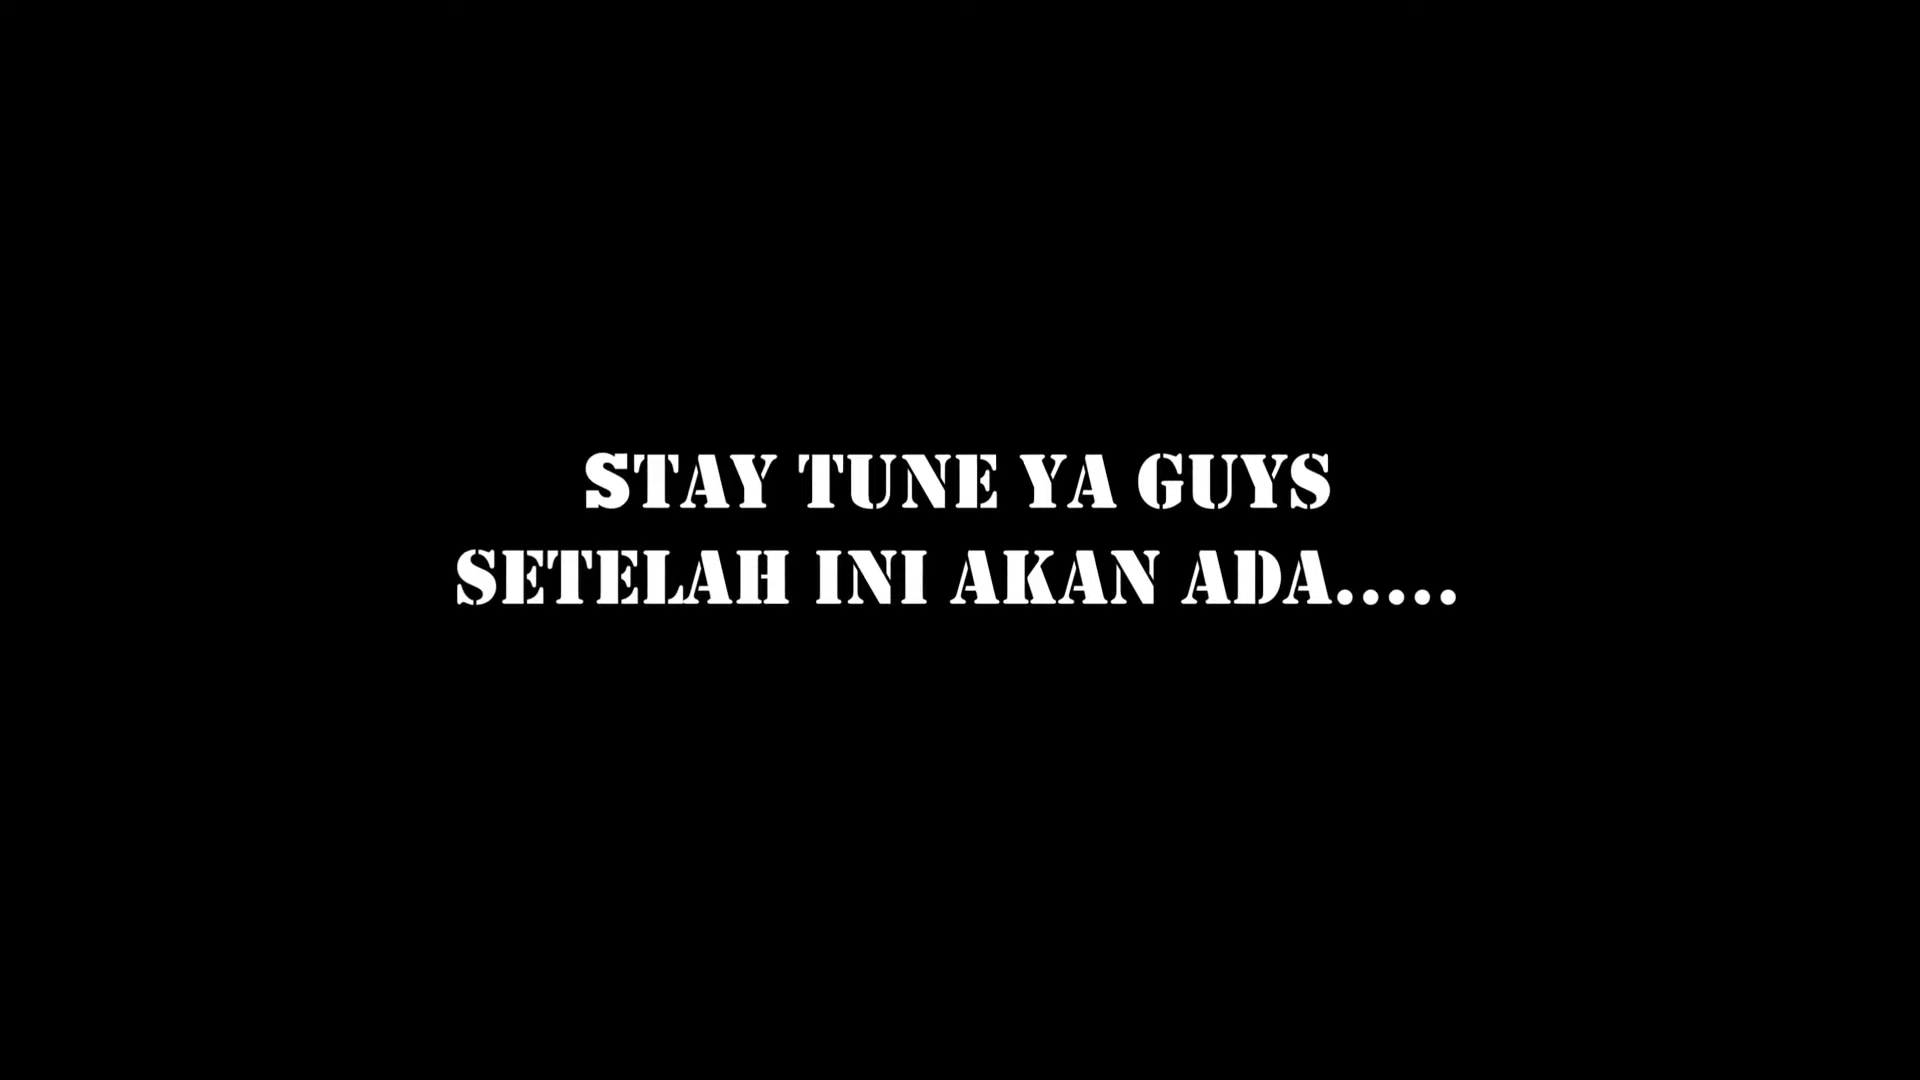 STAY TUNE YA GUYS
SETELAH INI AKAN ADA.....